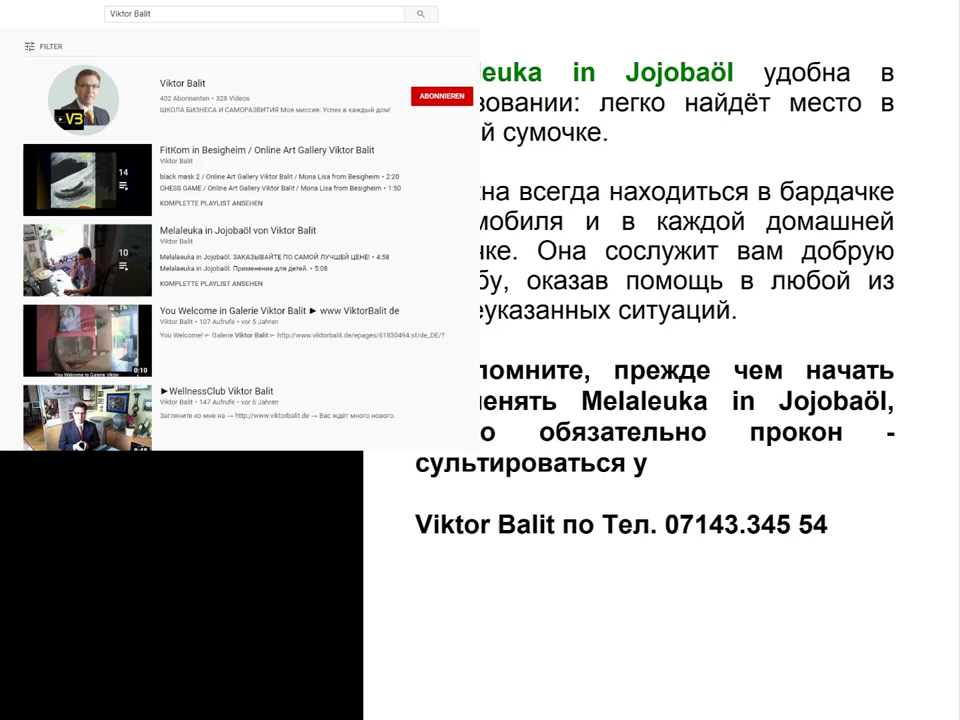 Viktor Balit
FILTER
Viktor Balit
402 Abonnenten • 328 Videos
ШКОЛА БИЗНЕСА И САМОРАЗВИТИЯ Моя миссия: Успех в каждый дом!
ABONNIEREN
VB
FitKom in Besigheim / Online Art Gallery Viktor Balit
Viktor Balit
black mask 2 / Online Art Gallery Viktor Balit / Mona Lisa from Besigheim • 2:20
CHESS GAME / Online Art Gallery Viktor Balit / Mona Lisa from Besigheim • 1:50
KOMPLETTE PLAYLIST ANSEHEN
14
Melaleuka in Jojobaöl von Viktor Balit
Viktor Balit
Melaleuka in Jojobaöl. ЗАКАЗЫВАЙТЕ ПО САМОЙ ЛУЧШЕЙ ЦЕНЕ! • 4:58
Melaleuka in Jojobaöl. Применение для детей. • 5:08
KOMPLETTE PLAYLIST ANSEHEN
10
You Welcome in Galerie Viktor Balit ► www ViktorBalit de
Viktor Balit • 107 Aufrufe • vor 5 Jahren
You Welcome! ➳ Galerie Viktor Balit ➳ http://www.viktorbalit.de/epages/61830494.sf/de_DE/?
0:10
You Welcome to Galerie Viktor
►WellnessClub Viktor Balit
Viktor Balit • 147 Aufrufe • vor 6 Jahren
Загляните ко мне на --> http://www.viktorbalit.de --> Вас ждёт много нового.
leuka in Jojobaöl удобна в
зовании: легко найдёт место в
й сумочке.
на всегда находиться в бардачке
мобиля и в каждой домашней
чке. Она сослужит вам добрую
бу, оказав помощь в любой из
еуказанных ситуаций.
помните, прежде чем начать
енять Melaleuka in Jojobaöl,
о обязательно прокон -
сультироваться у
Viktor Balit по Тел. 07143.345 54